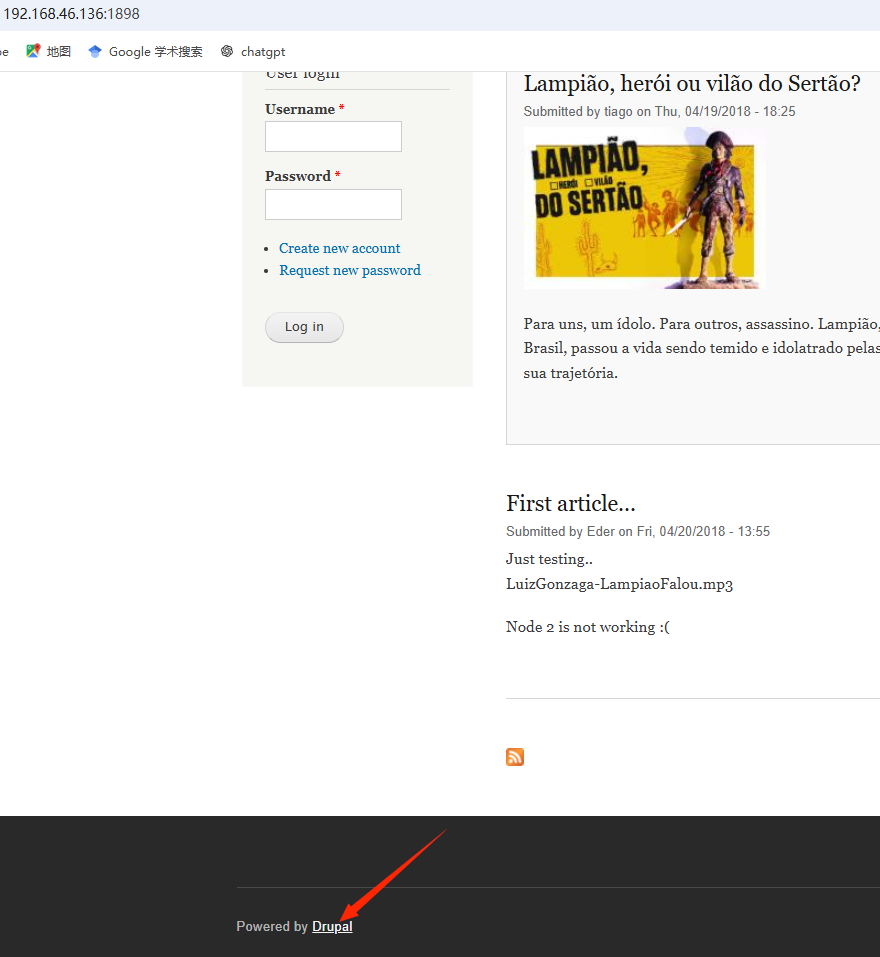 192.168.46.136:1898
地图
Google 学术搜索
chatgpt
User login
Username *
Password *
Create new account
Request new password
Log in
Lampião, herói ou vilão do Sertão?
Submitted by tiago on Thu, 04/19/2018 - 18:25
LAMPIÃO,
HERÓI VILÃO
DO SERTÃO
Para uns, um ídolo. Para outros, assassino. Lampião,
Brasil, passou a vida sendo temido e idolatrado pelas
sua trajetória.
First article...
Submitted by Eder on Fri, 04/20/2018 - 13:55
Just testing..
LuizGonzaga-LampiaoFalou.mp3
Node 2 is not working :(
Powered by Drupal